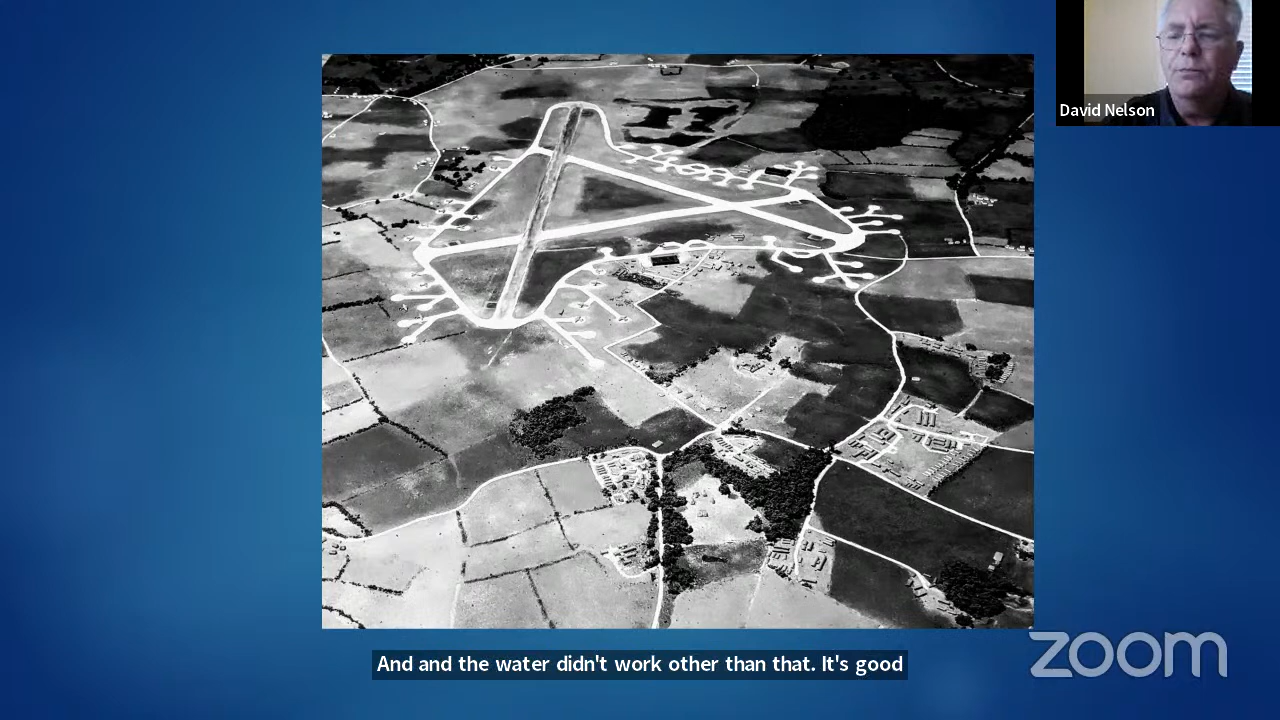 David Nelson
And and the water didn't work other than that. It's good
zoom